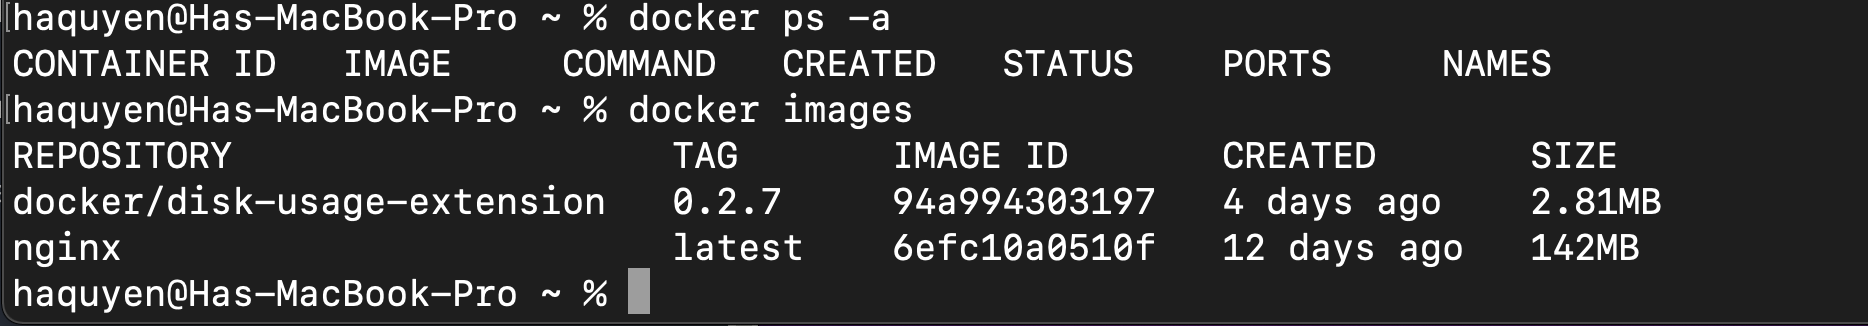 haquyen@Has-MacBook-Pro ~ % docker ps -a
CONTAINER ID   IMAGE     COMMAND   CREATED   STATUS    PORTS     NAMES
haquyen@Has-MacBook-Pro ~ % docker images
REPOSITORY                    TAG       IMAGE ID       CREATED       SIZE
docker/disk-usage-extension   0.2.7     94a994303197   4 days ago    2.81MB
nginx                         latest    6efc10a0510f   12 days ago   142MB
haquyen@Has-MacBook-Pro ~ %